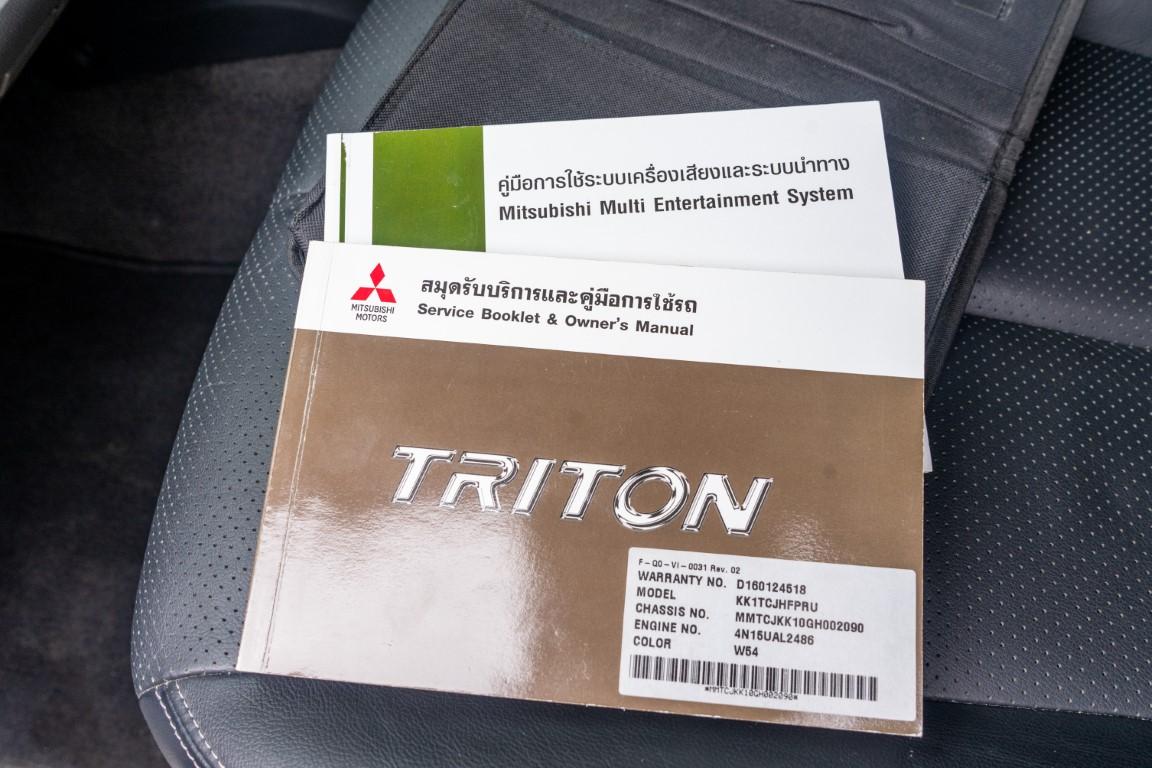 คู่มือการใช้ระบบเครื่องเสียงและระบบนำทาง
Mitsubishi Multi Entertainment System
MITSUBISHI
MOTORS
สมุดรับบริการและคู่มือการใช้รถ
Service Booklet & Owner's Manual
TRITON
F-QO-VI-0031 Rev. 02
WARRANTY NO. D160124518
MODEL KK1TCJHFPRU
CHASSIS NO. MMTCJKK10GH002090
ENGINE NO. 4N15UAL2486
COLOR W54
*MMTCJKK10GH002090*